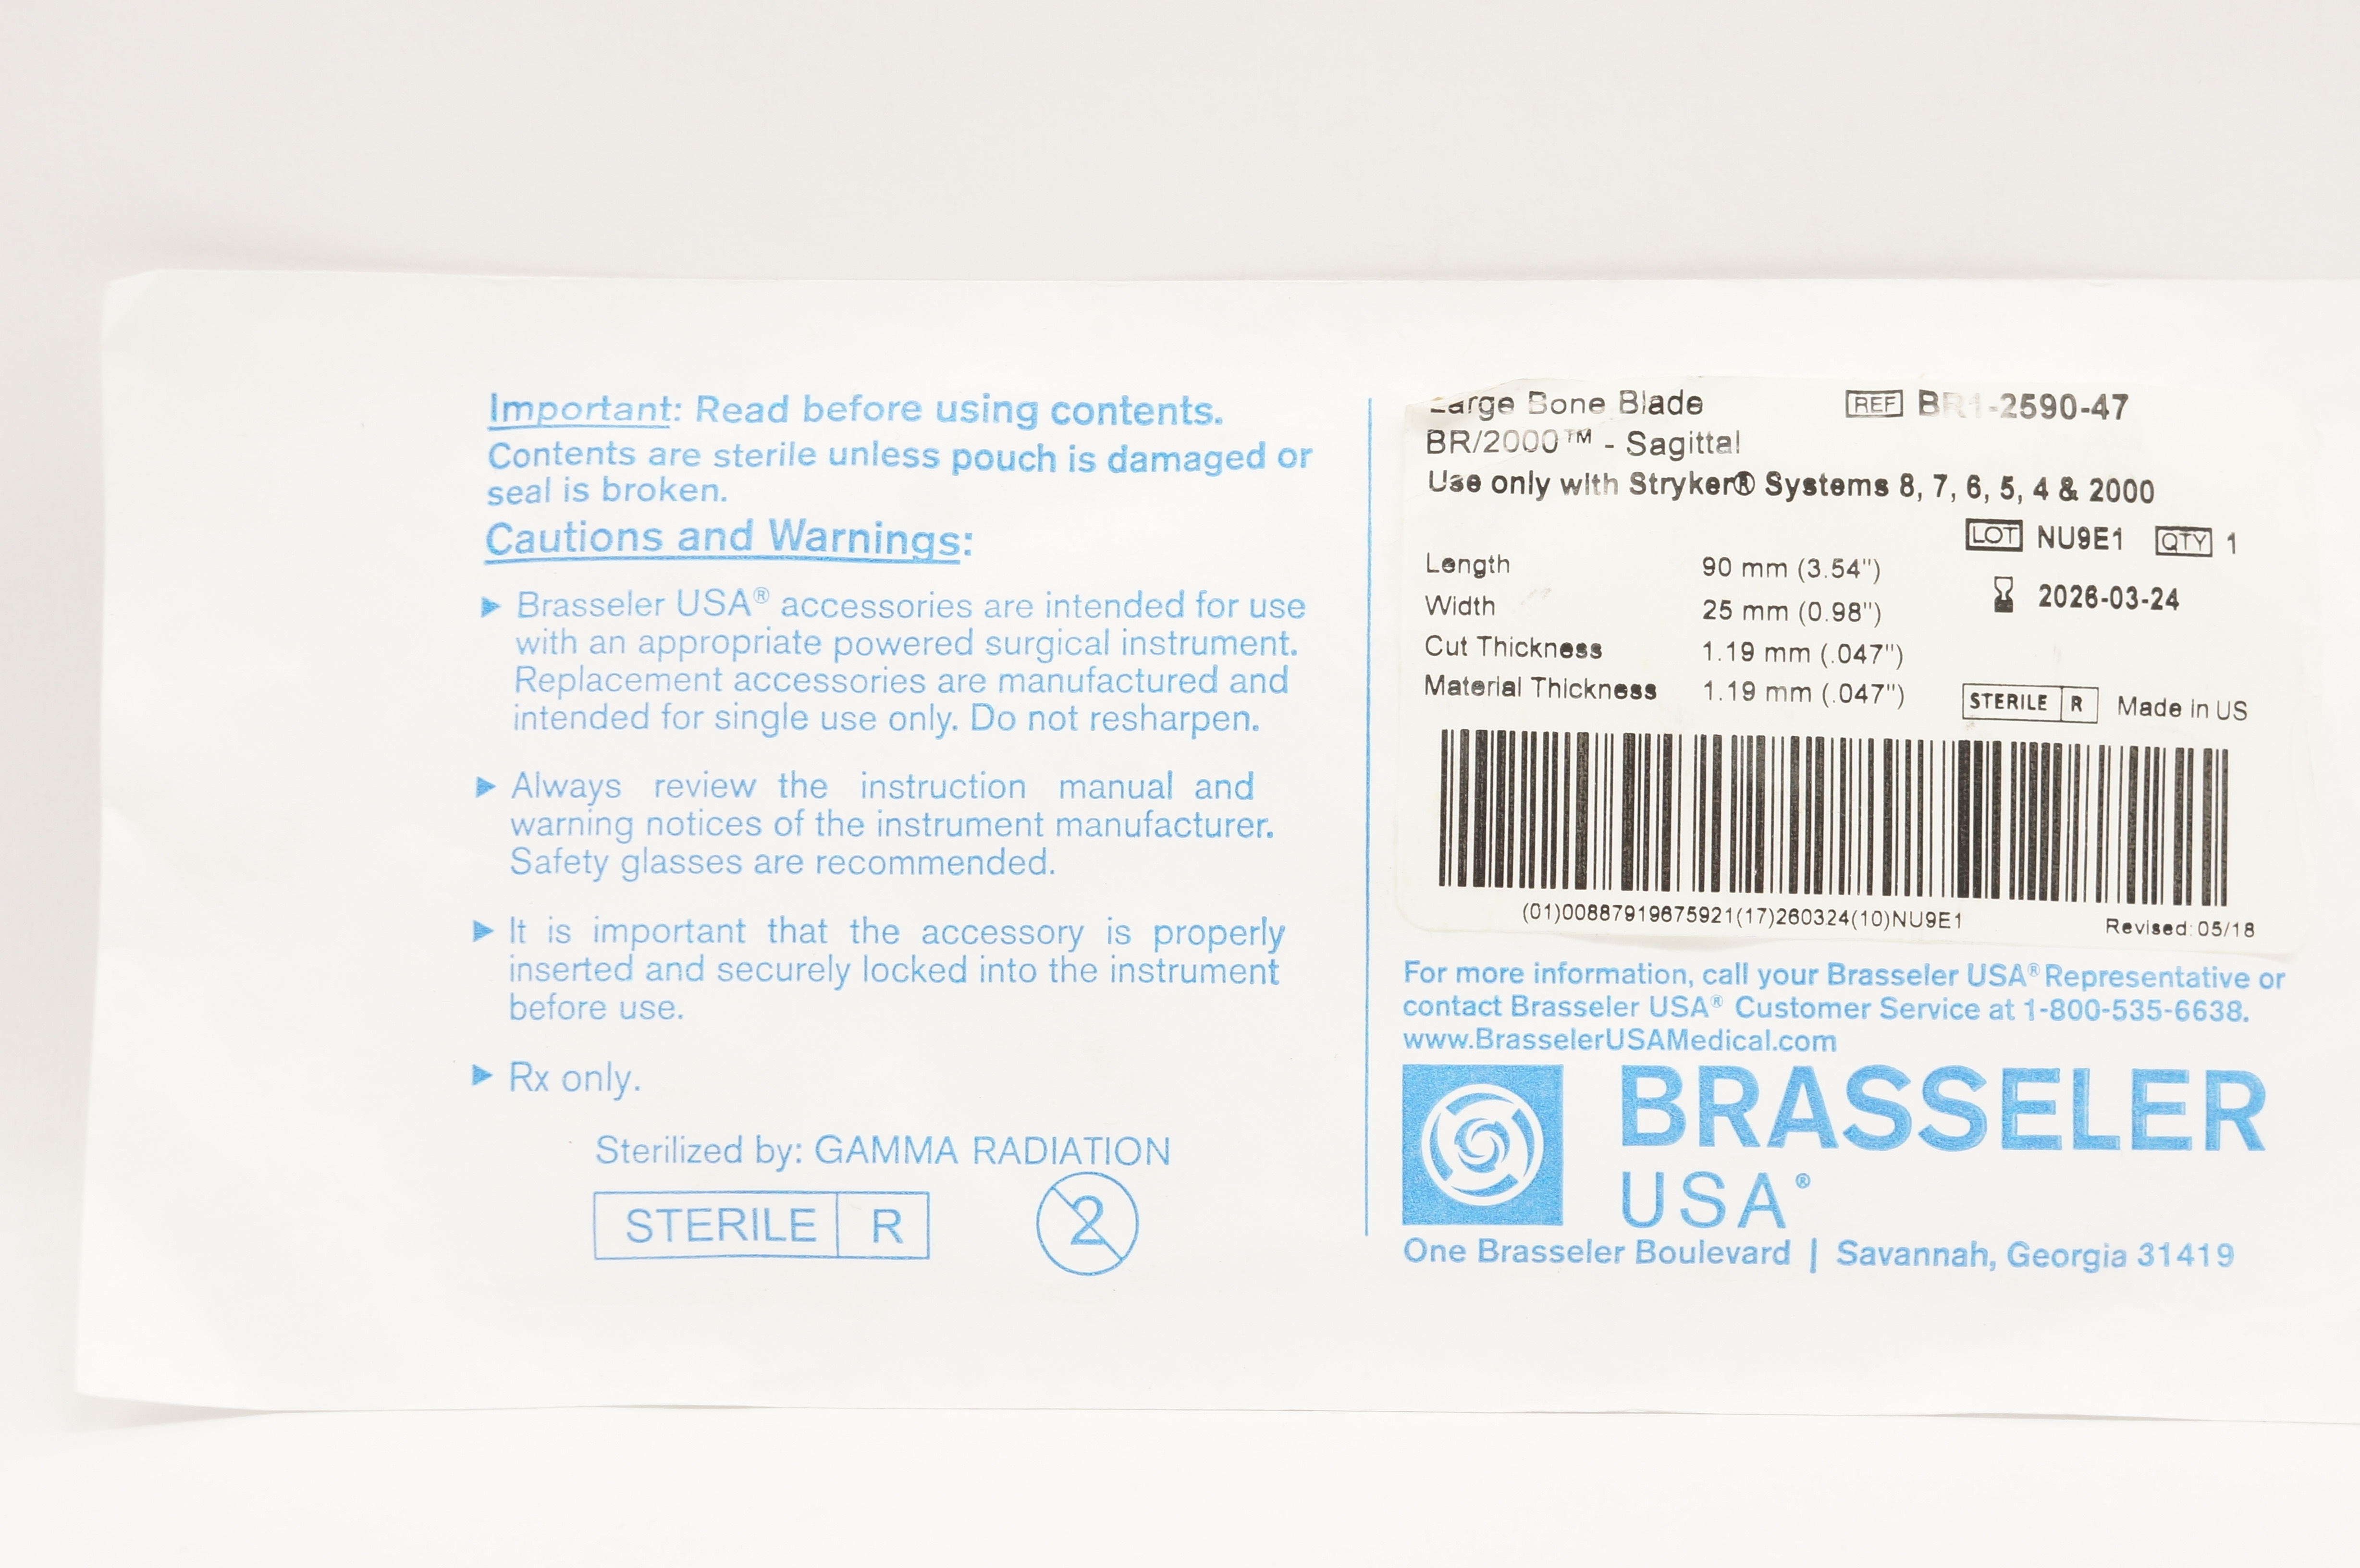 Important: Read before using contents.
Contents are sterile unless pouch is damaged or
seal is broken.
Cautions and Warnings:
► Brasseler USA® accessories are intended for use
with an appropriate powered surgical instrument.
Replacement accessories are manufactured and
intended for single use only. Do not resharpen.
► Always review the instruction manual and
warning notices of the instrument manufacturer.
Safety glasses are recommended.
► It is important that the accessory is properly
inserted and securely locked into the instrument
before use.
► Rx only.
Sterilized by: GAMMA RADIATION
STERILE R
2
Large Bone Blade
REF BR1-2590-47
BR/2000™ - Sagittal
Use only with Stryker® Systems 8, 7, 6, 5, 4 & 2000
LOT NU9E1 QTY 1
Length 90 mm (3.54")
Width 25 mm (0.98")
2026-03-24
Cut Thickness 1.19 mm (.047")
Material Thickness 1.19 mm (.047")
STERILE R Made in US
(01)00887919675921(17)260324(10)NU9E1
Revised: 05/18
For more information, call your Brasseler USA® Representative or
contact Brasseler USA® Customer Service at 1-800-535-6638.
www.BrasselerUSAMedical.com
BRASSELER
USA®
One Brasseler Boulevard | Savannah, Georgia 31419